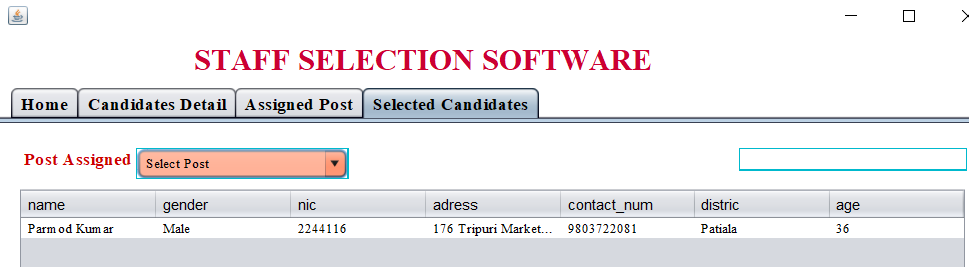 STAFF SELECTION SOFTWARE
Home Candidates Detail Assigned Post Selected Candidates
Post Assigned Select Post
name gender nic adress contact_num distric age
Parmod Kumar Male 2244116 176 Tripuri Market... 9803722081 Patiala 36